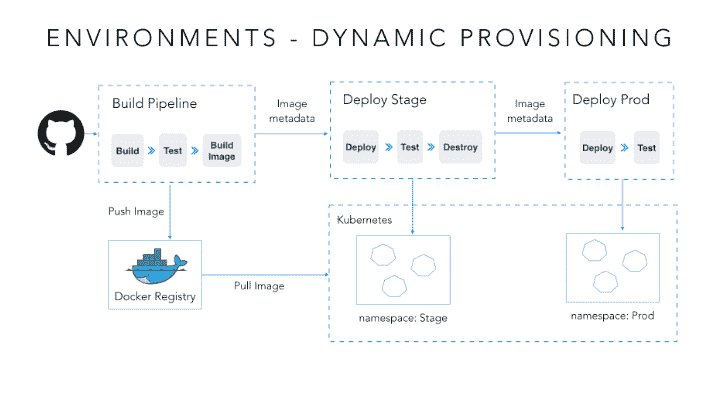 ENVIRONMENTS - DYNAMIC PROVISIONING
Build Pipeline
Build
Test
Build
Image
Image
metadata
Deploy Stage
Deploy
Test
Destroy
Image
metadata
Deploy Prod
Deploy
Test
Push Image
Docker Registry
Pull Image
Kubernetes
namespace: Stage
namespace: Prod